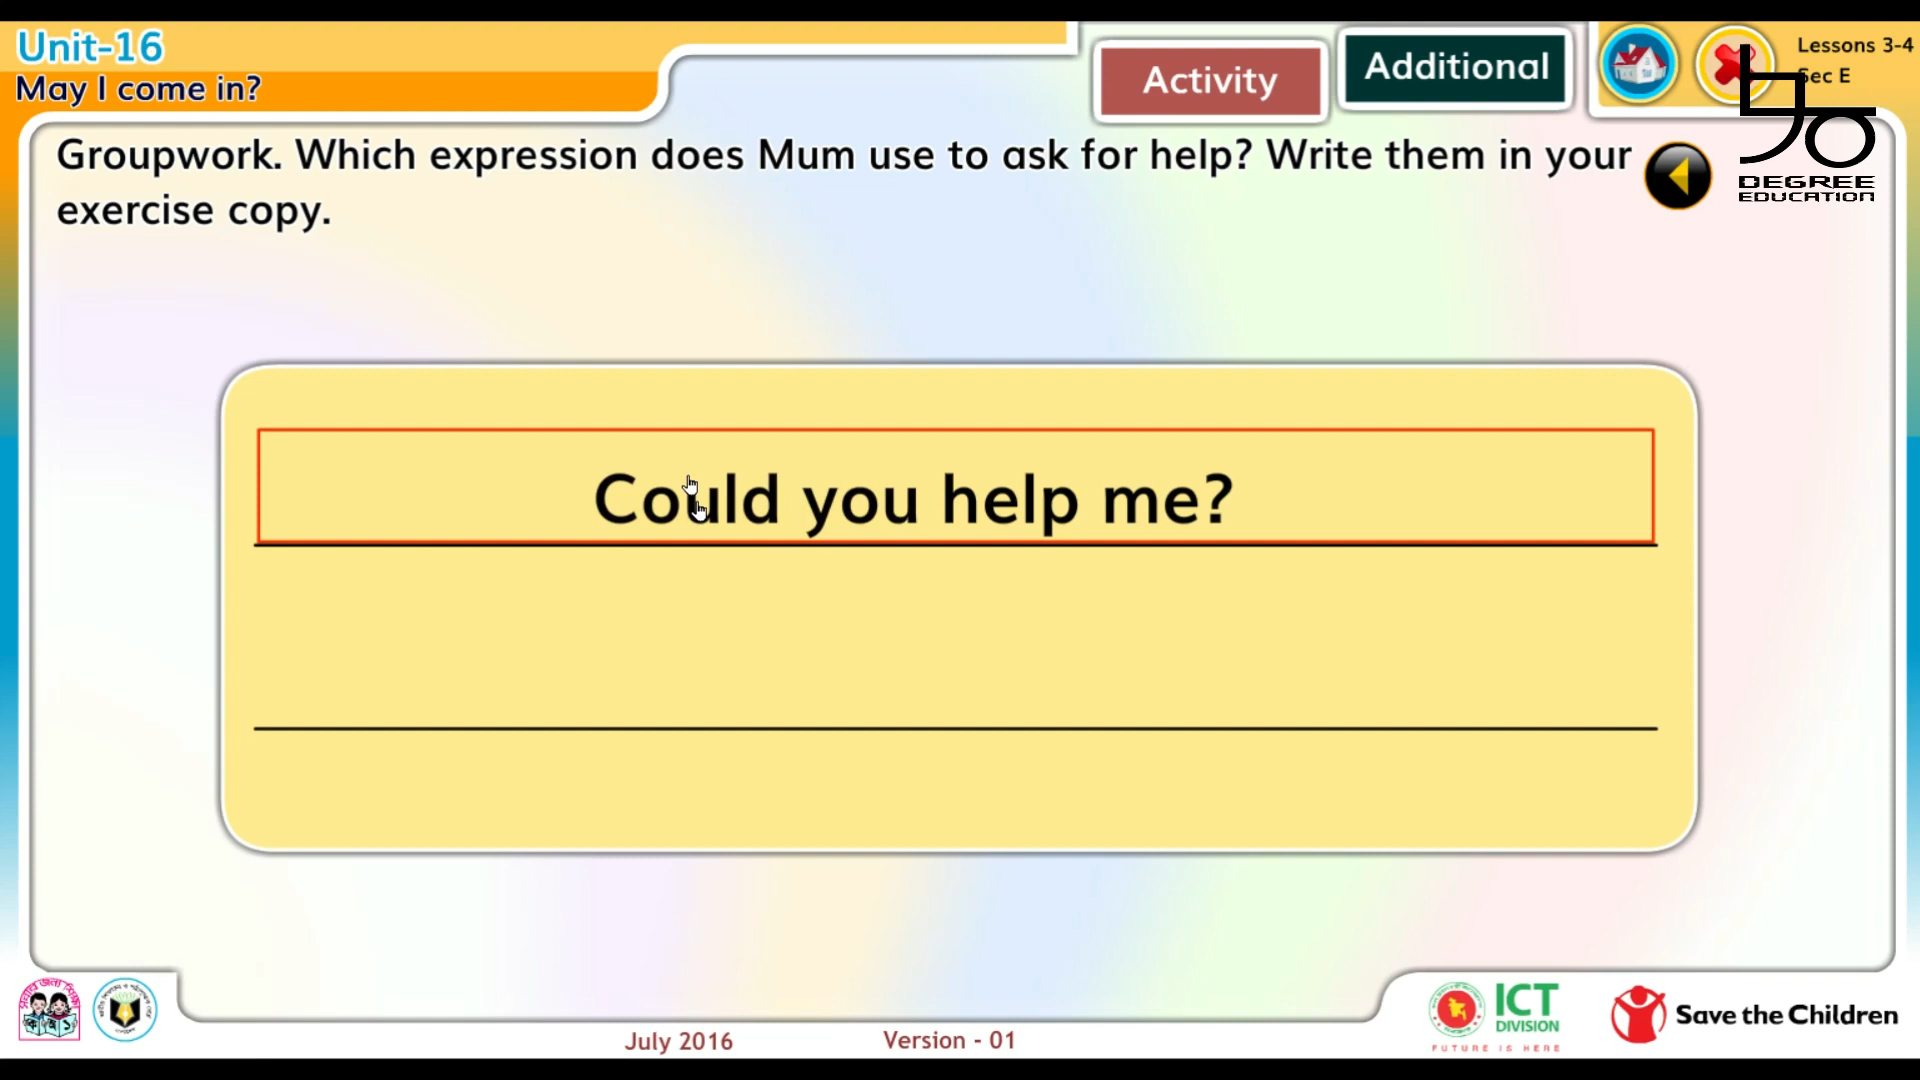 Unit-16
May I come in?
Activity
Additional
Lessons 3-4
Sec E
DEGREE
EDUCATION
Groupwork. Which expression does Mum use to ask for help? Write them in your
exercise copy.
Could you help me?
সবার জন্য শিক্ষা
July 2016
Version - 01
ICT
DIVISION
FUTURE IS HERE
Save the Children